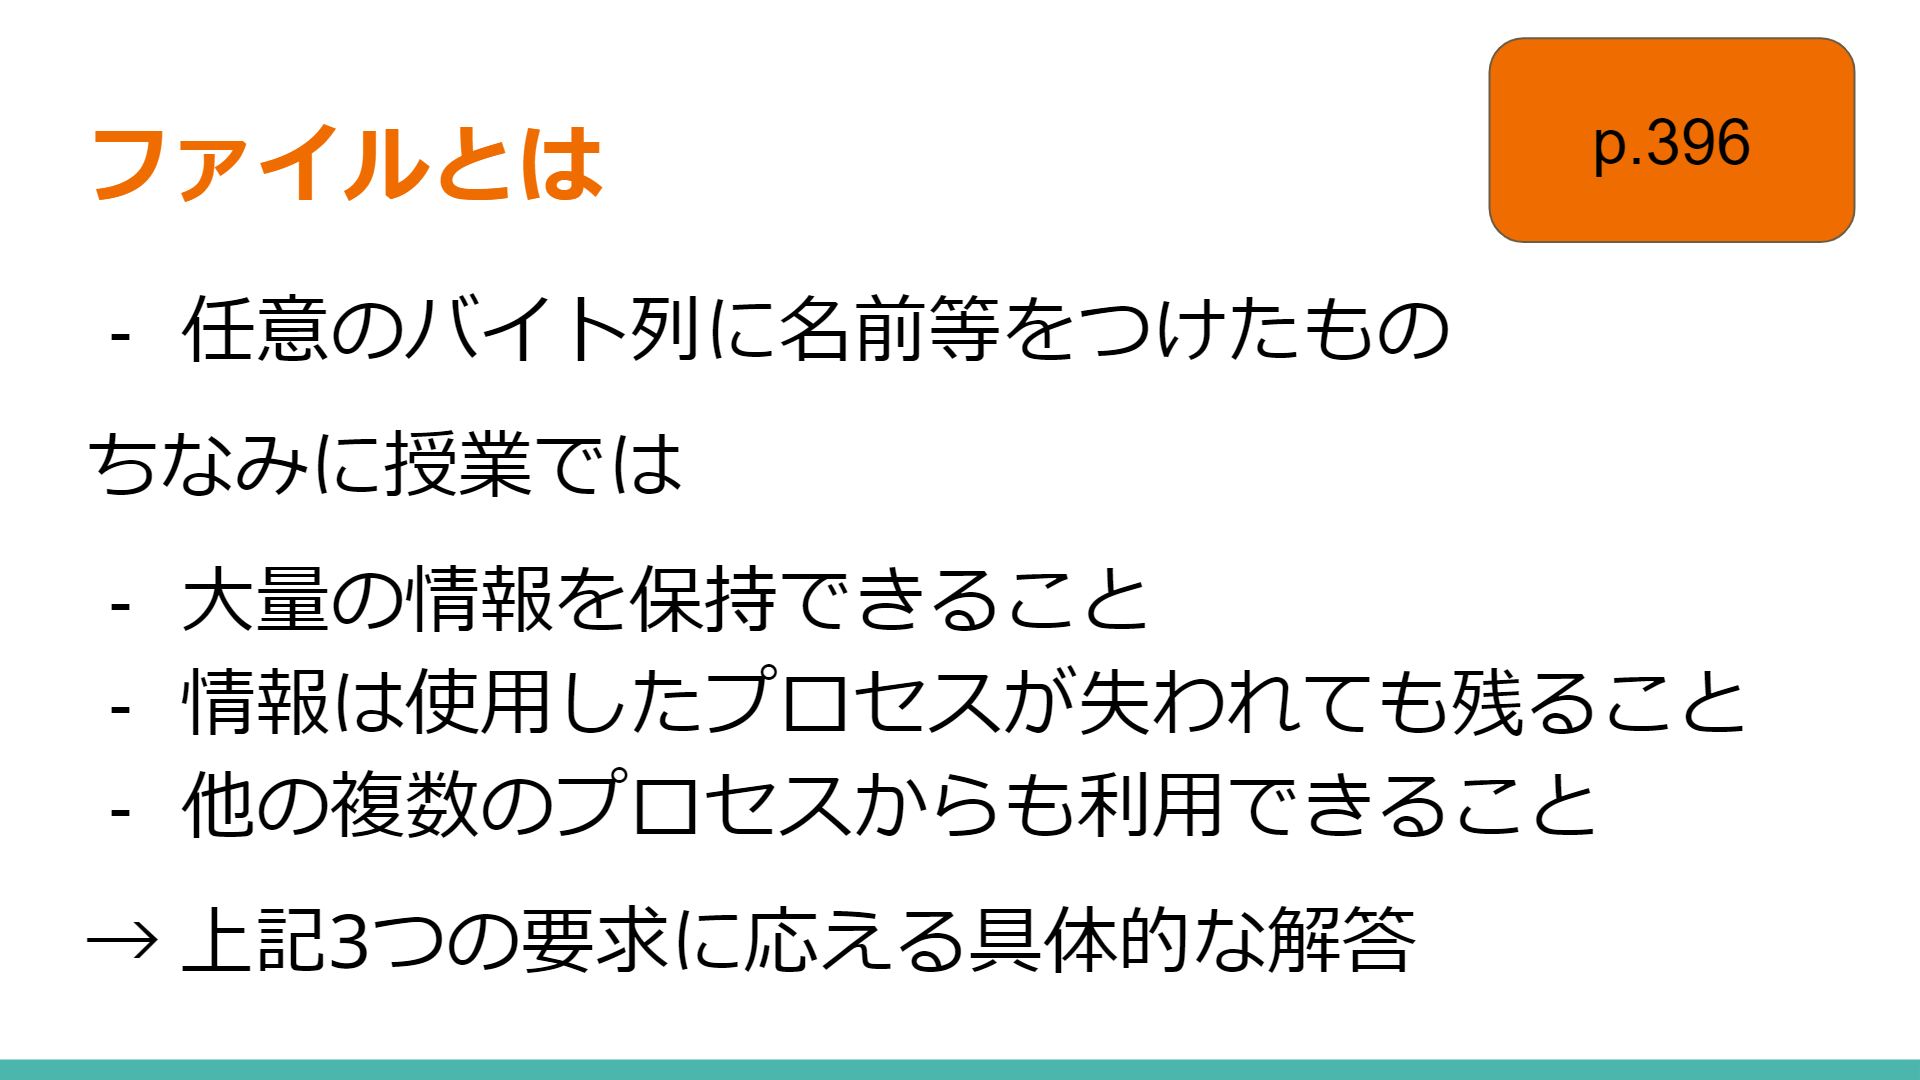 ファイルとは
p.396
- 任意のバイト列に名前等をつけたもの
ちなみに授業では
- 大量の情報を保持できること
- 情報は使用したプロセスが失われても残ること
- 他の複数のプロセスからも利用できること
→ 上記3つの要求に応える具体的な解答